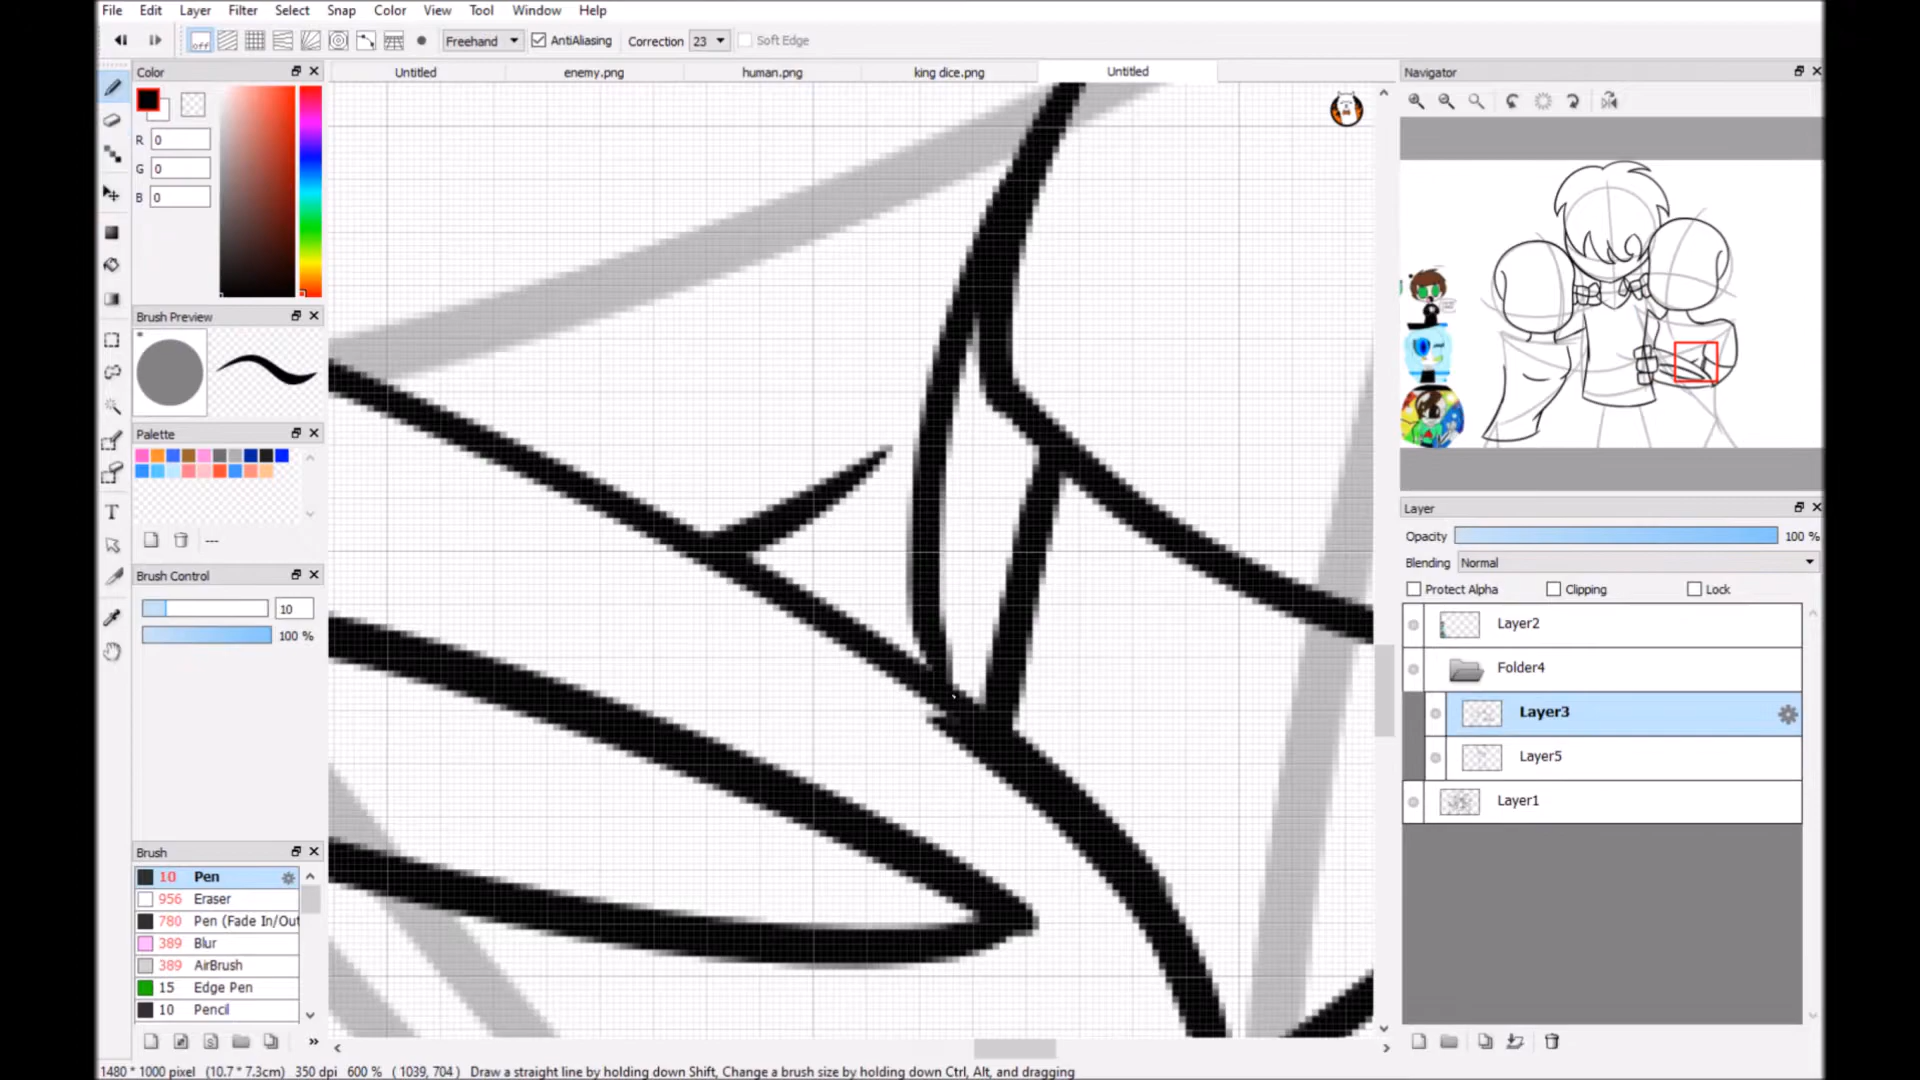 File Edit Layer Filter Select Snap Color View Tool Window Help
off Freehand AntiAliasing Correction 23 Soft Edge
Color
Untitled enemy.png human.png king dice.png Untitled
Navigator
R 0
G 0
B 0
Brush Preview
Palette
---
Brush Control
10
100 %
Brush
10 Pen
956 Eraser
780 Pen (Fade In/Out
389 Blur
389 AirBrush
15 Edge Pen
10 Pencil
Layer
Opacity 100 %
Blending Normal
Protect Alpha Clipping Lock
Layer2
Folder4
Layer3
Layer5
Layer1
1480 * 1000 pixel (10.7 * 7.3cm) 350 dpi 600 % ( 1039, 704 ) Draw a straight line by holding down Shift, Change a brush size by holding down Ctrl, Alt, and dragging